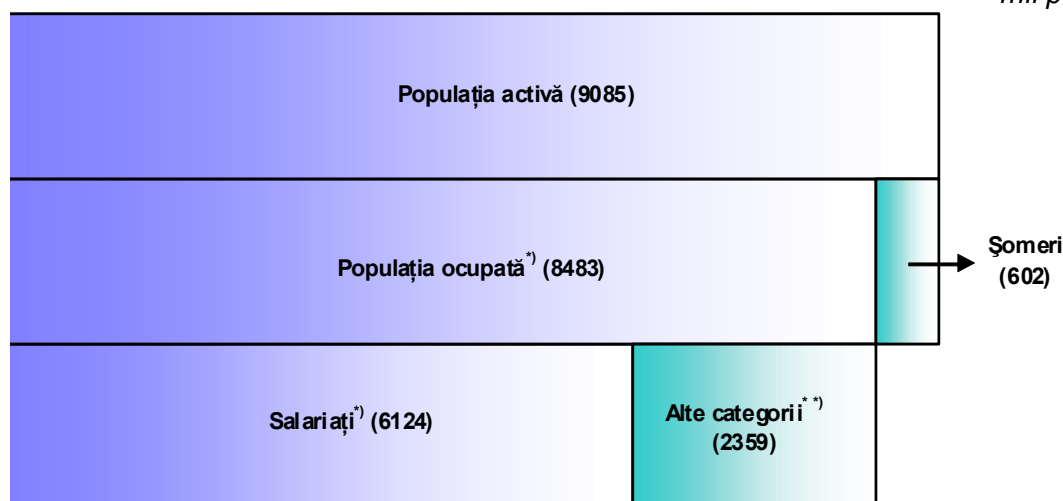 Populația activă (9085)
Populația ocupată*) (8483)
Şomeri
(602)
Salariați*) (6124)
Alte categorii**)
(2359)